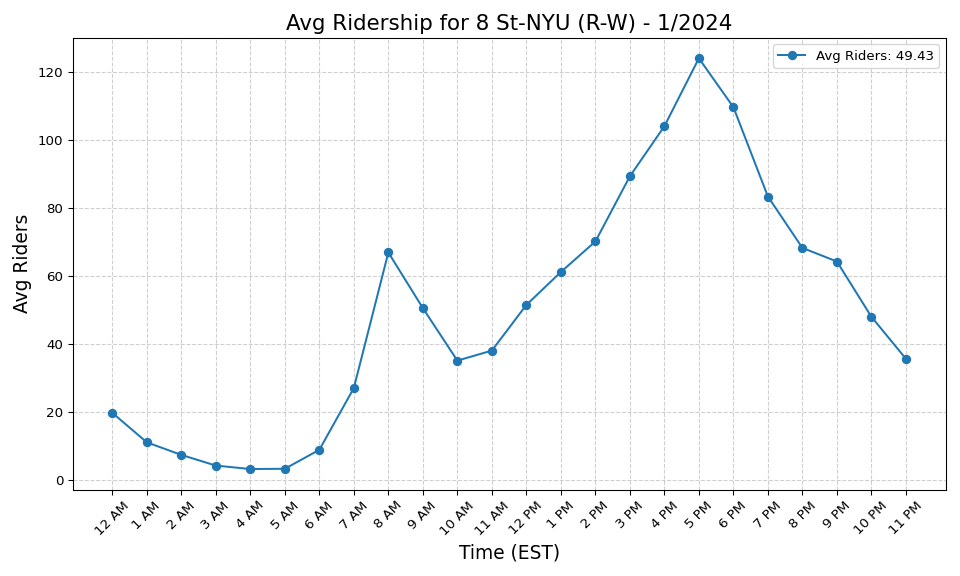 Avg Ridership for 8 St-NYU (R-W) - 1/2024
Avg Riders: 49.43
Avg Riders
120
100
80
60
40
20
0
12 AM 1 AM 2 AM 3 AM 4 AM 5 AM 6 AM 7 AM 8 AM 9 AM 10 AM 11 AM 12 PM 1 PM 2 PM 3 PM 4 PM 5 PM 6 PM 7 PM 8 PM 9 PM 10 PM 11 PM
Time (EST)